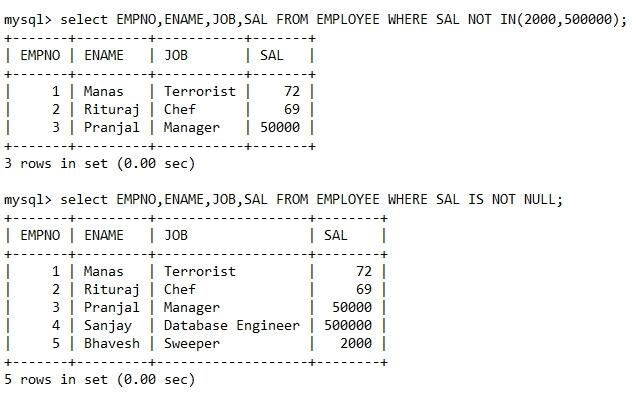 mysql> select EMPNO,ENAME,JOB,SAL FROM EMPLOYEE WHERE SAL NOT IN(2000,500000);
+-------+---------+-----------+-------+
| EMPNO | ENAME   | JOB       | SAL   |
+-------+---------+-----------+-------+
|     1 | Manas   | Terrorist |    72 |
|     2 | Rituraj | Chef      |    69 |
|     3 | Pranjal | Manager   | 50000 |
+-------+---------+-----------+-------+
3 rows in set (0.00 sec)
mysql> select EMPNO,ENAME,JOB,SAL FROM EMPLOYEE WHERE SAL IS NOT NULL;
+-------+---------+-------------------+--------+
| EMPNO | ENAME   | JOB               | SAL    |
+-------+---------+-------------------+--------+
|     1 | Manas   | Terrorist         |     72 |
|     2 | Rituraj | Chef              |     69 |
|     3 | Pranjal | Manager           |  50000 |
|     4 | Sanjay  | Database Engineer | 500000 |
|     5 | Bhavesh | Sweeper           |   2000 |
+-------+---------+-------------------+--------+
5 rows in set (0.00 sec)